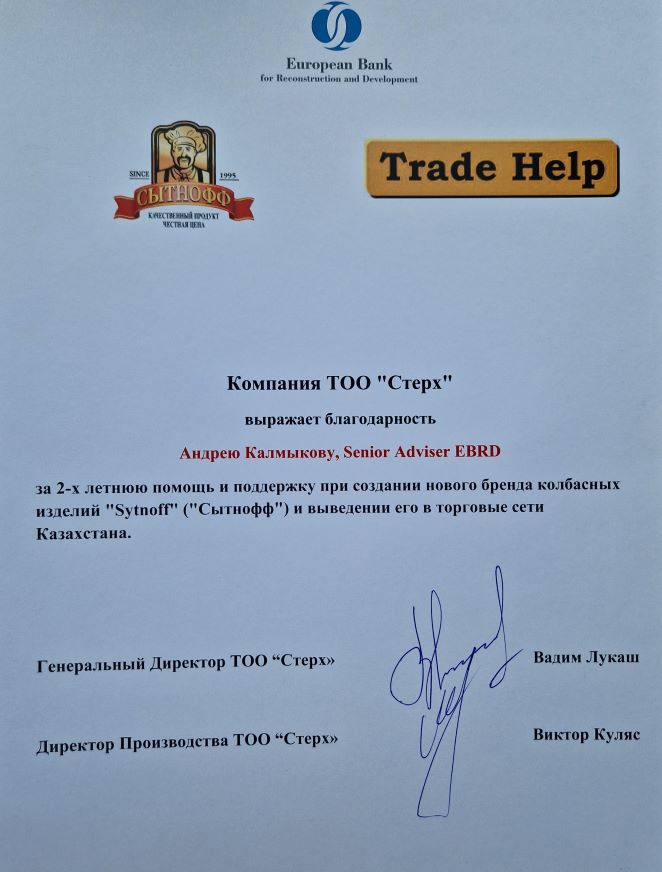 European Bank
for Reconstruction and Development
SINCE 1995
СЫТНОФФ
КАЧЕСТВЕННЫЙ ПРОДУКТ
ЧЕСТНАЯ ЦЕНА
Trade Help
Компания ТОО "Стерх"
выражает благодарность
Андрею Калмыкову, Senior Adviser EBRD
за 2-х летнюю помощь и поддержку при создании нового бренда колбасных
изделий "Sytnoff" ("Сытнофф") и выведении его в торговые сети
Казахстана.
Генеральный Директор ТОО “Стерх» Вадим Лукаш
Директор Производства ТОО “Стерх» Виктор Куляс